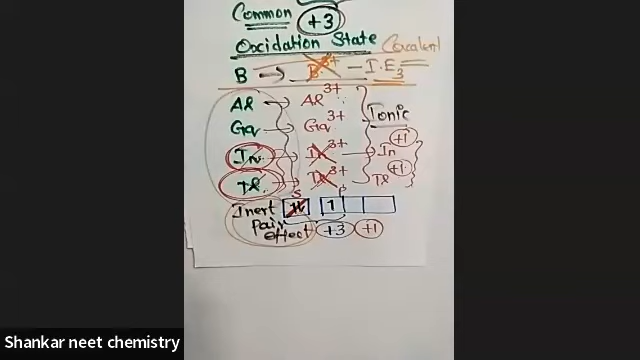 Common +3
Oxidation State Covalent
B → B3+ – I.E3
Al → Al3+
Ga → Ga3+ Ionic
In → In3+ → In+1
Tl → Tl3+ Tl+1
s p
Inert 1
pair
effect +3 +1
Shankar neet chemistry